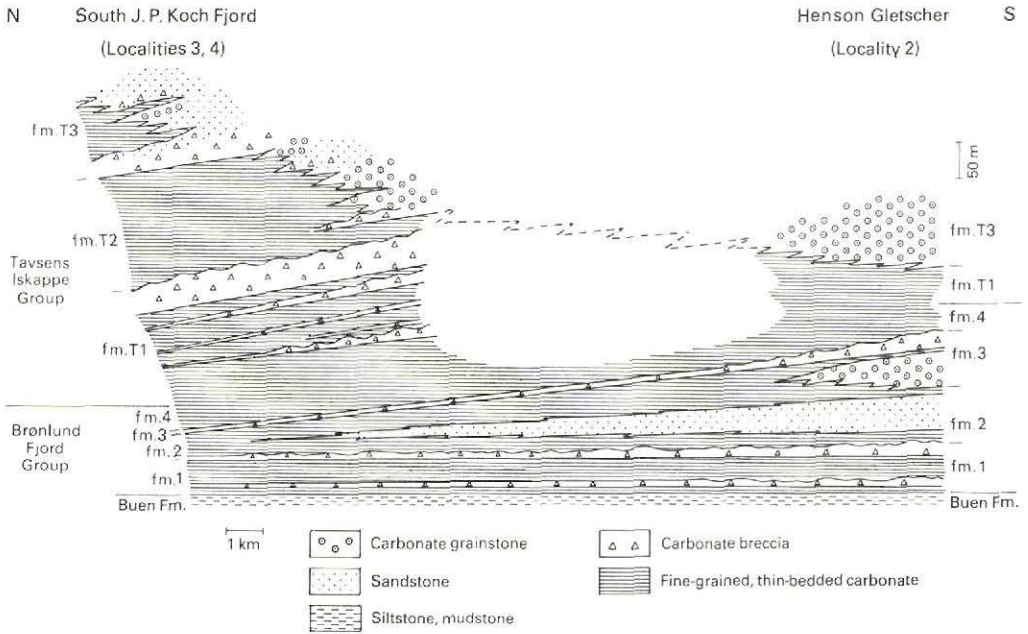 N South J. P. Koch Fjord Henson Gletscher S
(Localities 3, 4) (Locality 2)
fm.T3
50 m
fm.T3
fm.T2
Tavsens
Iskappe
Group
fm.T1
fm.4
fm.T1
fm.3
fm.4
fm.3
fm.2
Brønlund
Fjord
Group
fm.2
fm.1
fm.1
Buen Fm.
Buen Fm.
1 km
Carbonate grainstone
Carbonate breccia
Sandstone
Fine-grained, thin-bedded carbonate
Siltstone, mudstone